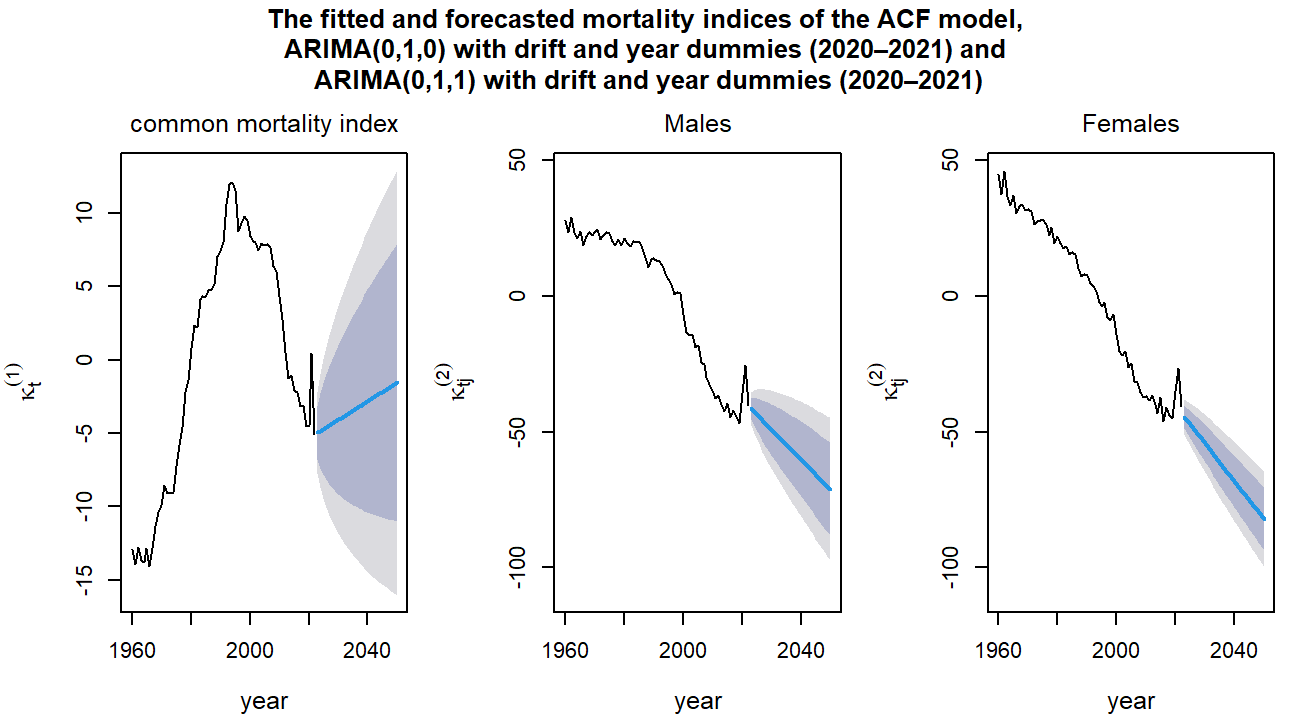 The fitted and forecasted mortality indices of the ACF model,
ARIMA(0,1,0) with drift and year dummies (2020–2021) and
ARIMA(0,1,1) with drift and year dummies (2020–2021)
common mortality index
κt(1)
10
5
0
-5
-10
-15
1960
2000
2040
year
Males
κtj(2)
50
0
-50
-100
1960
2000
2040
year
Females
κtj(2)
50
0
-50
-100
1960
2000
2040
year